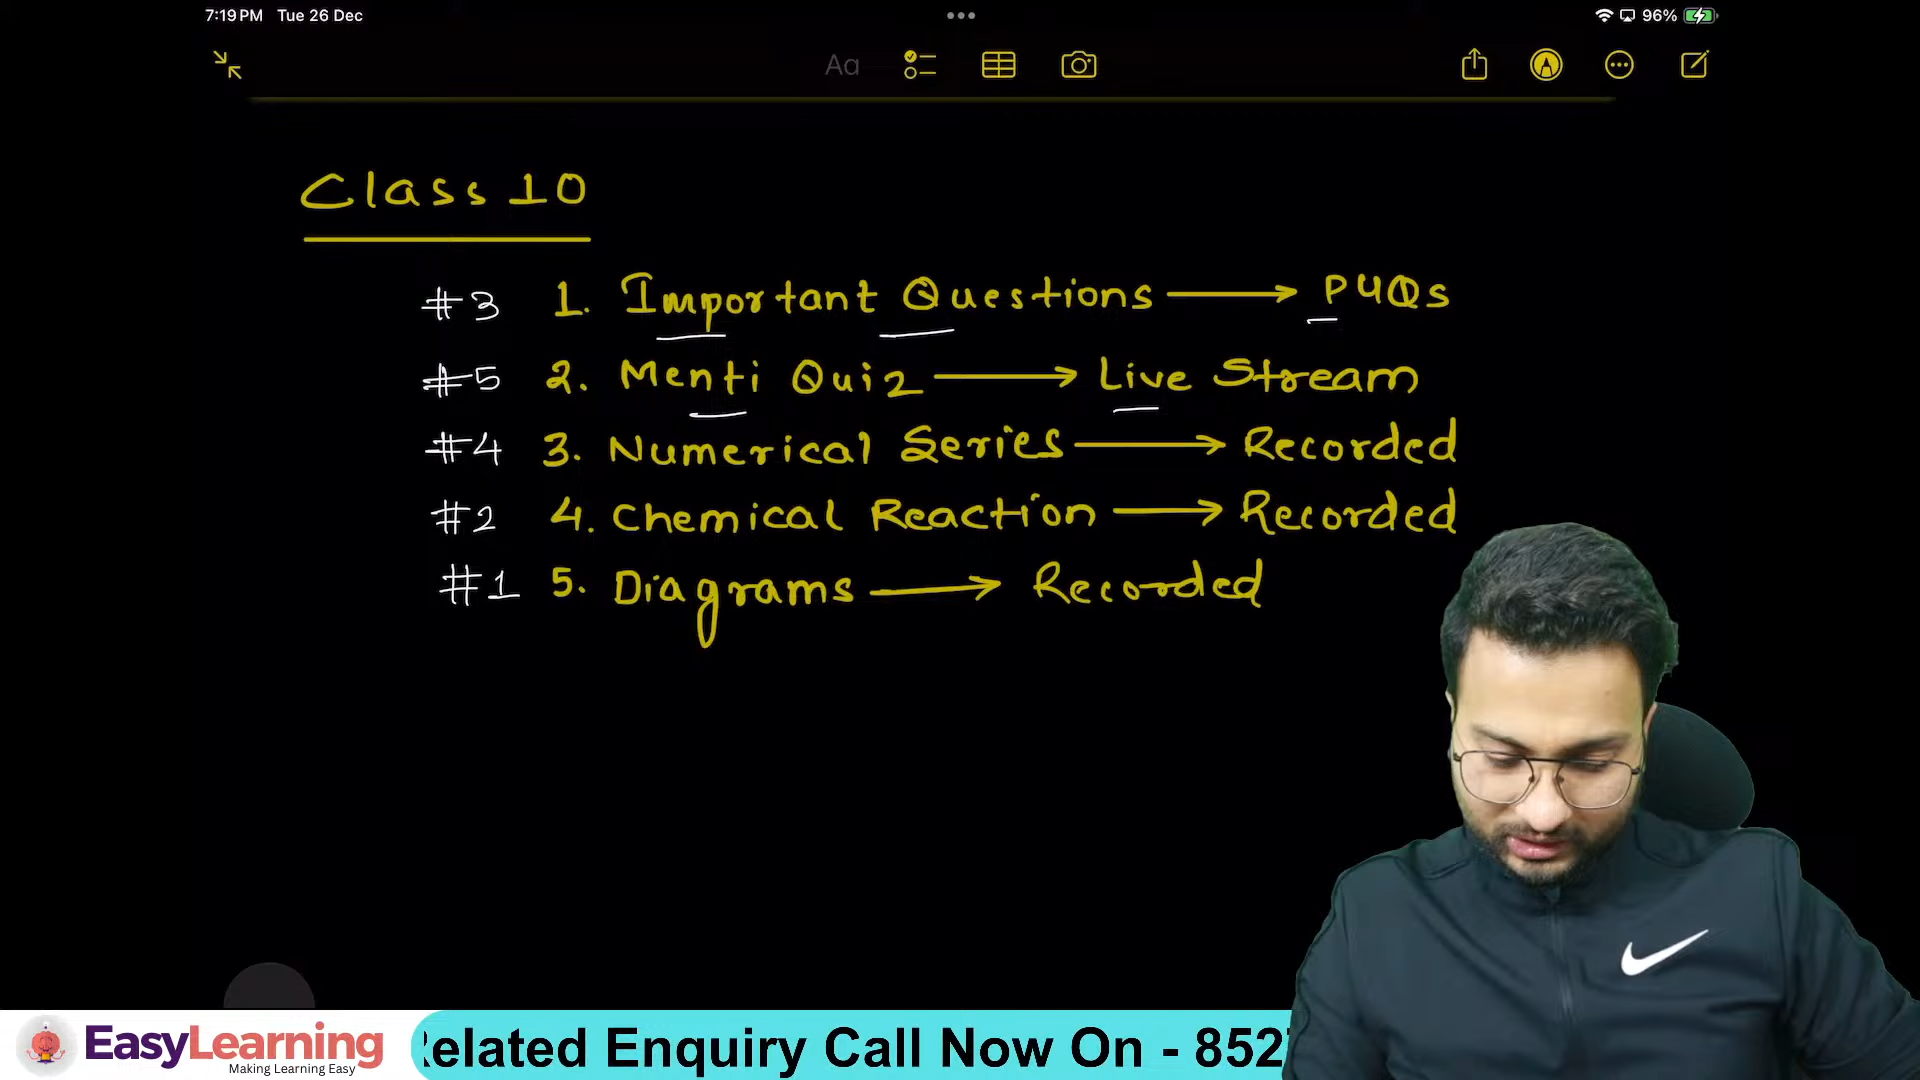 7:19 PM Tue 26 Dec
96%
Aa
Class 10
#3 1. Important Questions → PYQs
#5 2. Menti Quiz → Live Stream
#4 3. Numerical Series → Recorded
#2 4. Chemical Reaction → Recorded
#1 5. Diagrams → Recorded
EasyLearning
Making Learning Easy
Related Enquiry Call Now On - 852